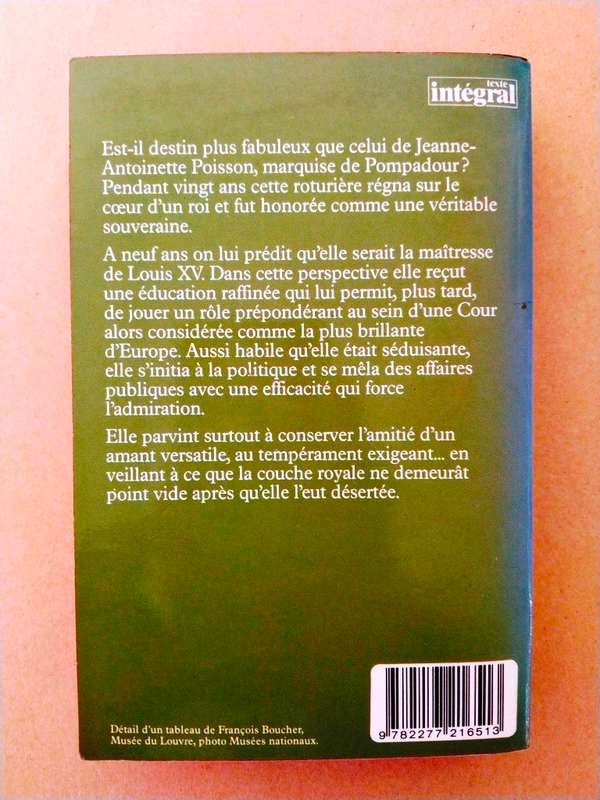 texte
intégral
Est-il destin plus fabuleux que celui de Jeanne-
Antoinette Poisson, marquise de Pompadour ?
Pendant vingt ans cette roturière régna sur le
cœur d'un roi et fut honorée comme une véritable
souveraine.
A neuf ans on lui prédit qu'elle serait la maîtresse
de Louis XV. Dans cette perspective elle reçut
une éducation raffinée qui lui permit, plus tard,
de jouer un rôle prépondérant au sein d'une Cour
alors considérée comme la plus brillante
d'Europe. Aussi habile qu'elle était séduisante,
elle s'initia à la politique et se mêla des affaires
publiques avec une efficacité qui force
l'admiration.
Elle parvint surtout à conserver l'amitié d'un
amant versatile, au tempérament exigeant... en
veillant à ce que la couche royale ne demeurât
point vide après qu'elle l'eut désertée.
Détail d'un tableau de François Boucher,
Musée du Louvre, photo Musées nationaux.
9 782277 216513